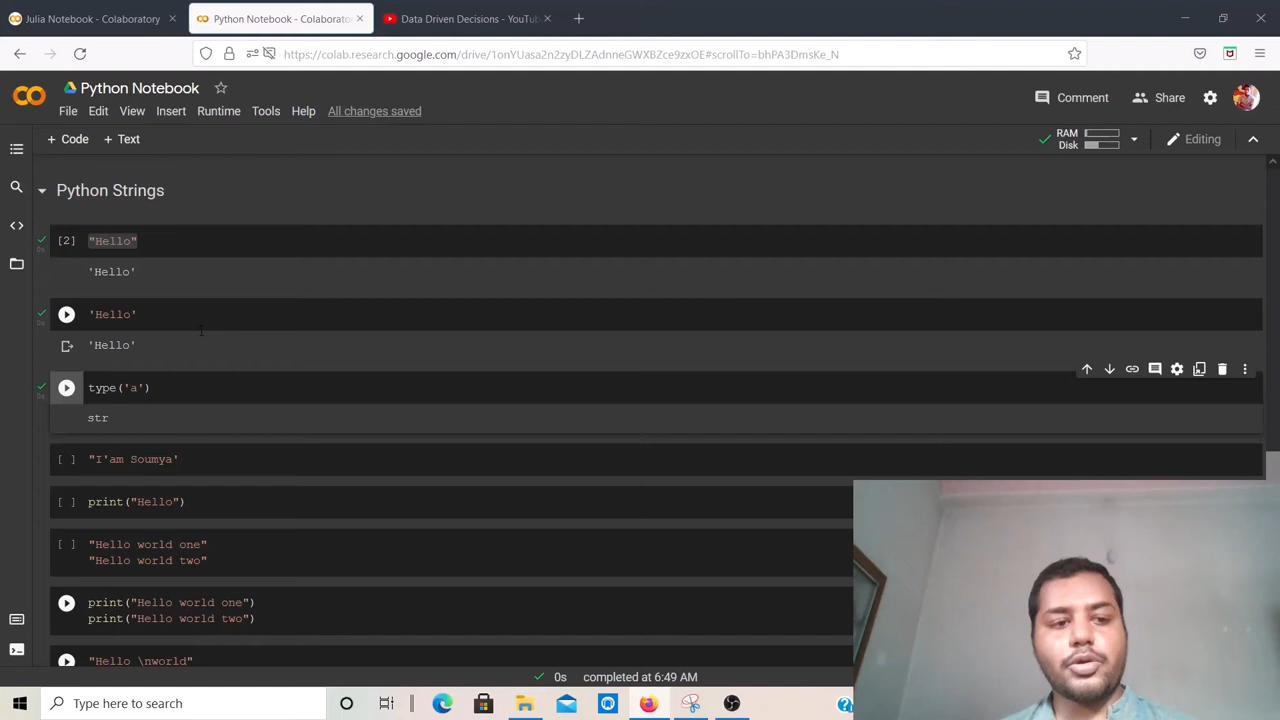 Julia Notebook - Colaboratory
Python Notebook - Colaborato
Data Driven Decisions - YouTub
https://colab.research.google.com/drive/1onYUasa2n2zyDLZAdnneGWXBZce9zxOE#scrollTo=bhPA3DmsKe_N
Python Notebook
Comment
Share
File Edit View Insert Runtime Tools Help All changes saved
+ Code + Text
RAM
Disk
Editing
Python Strings
[2] "Hello"
0s
'Hello'
'Hello'
0s
'Hello'
type('a')
0s
str
[ ] "I'am Soumya'
[ ] print("Hello")
[ ] "Hello world one"
"Hello world two"
print("Hello world one")
print("Hello world two")
"Hello \nworld"
0s completed at 6:49 AM
Type here to search